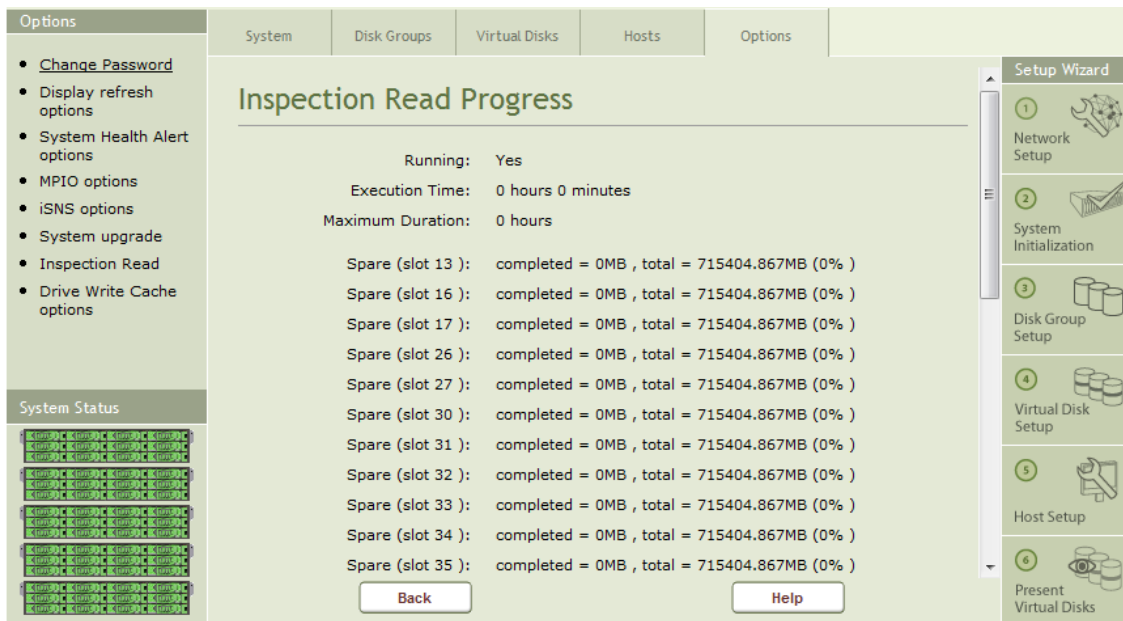 Options
Change Password
Display refresh
options
System Health Alert
options
MPIO options
iSNS options
System upgrade
Inspection Read
Drive Write Cache
options
System Status
System
Disk Groups
Virtual Disks
Hosts
Options
Inspection Read Progress
Running: Yes
Execution Time: 0 hours 0 minutes
Maximum Duration: 0 hours
Spare (slot 13 ): completed = 0MB , total = 715404.867MB (0% )
Spare (slot 16 ): completed = 0MB , total = 715404.867MB (0% )
Spare (slot 17 ): completed = 0MB , total = 715404.867MB (0% )
Spare (slot 26 ): completed = 0MB , total = 715404.867MB (0% )
Spare (slot 27 ): completed = 0MB , total = 715404.867MB (0% )
Spare (slot 30 ): completed = 0MB , total = 715404.867MB (0% )
Spare (slot 31 ): completed = 0MB , total = 715404.867MB (0% )
Spare (slot 32 ): completed = 0MB , total = 715404.867MB (0% )
Spare (slot 33 ): completed = 0MB , total = 715404.867MB (0% )
Spare (slot 34 ): completed = 0MB , total = 715404.867MB (0% )
Spare (slot 35 ): completed = 0MB , total = 715404.867MB (0% )
Back
Help
Setup Wizard
1
Network
Setup
2
System
Initialization
3
Disk Group
Setup
4
Virtual Disk
Setup
5
Host Setup
6
Present
Virtual Disks